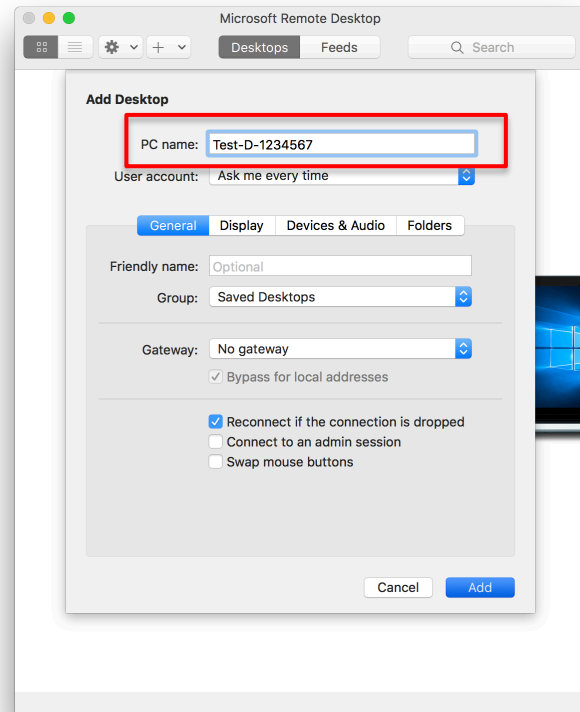 Microsoft Remote Desktop
Desktops Feeds Search
Add Desktop
PC name: Test-D-1234567
User account: Ask me every time
General Display Devices & Audio Folders
Friendly name: Optional
Group: Saved Desktops
Gateway: No gateway
Bypass for local addresses
Reconnect if the connection is dropped
Connect to an admin session
Swap mouse buttons
Cancel Add